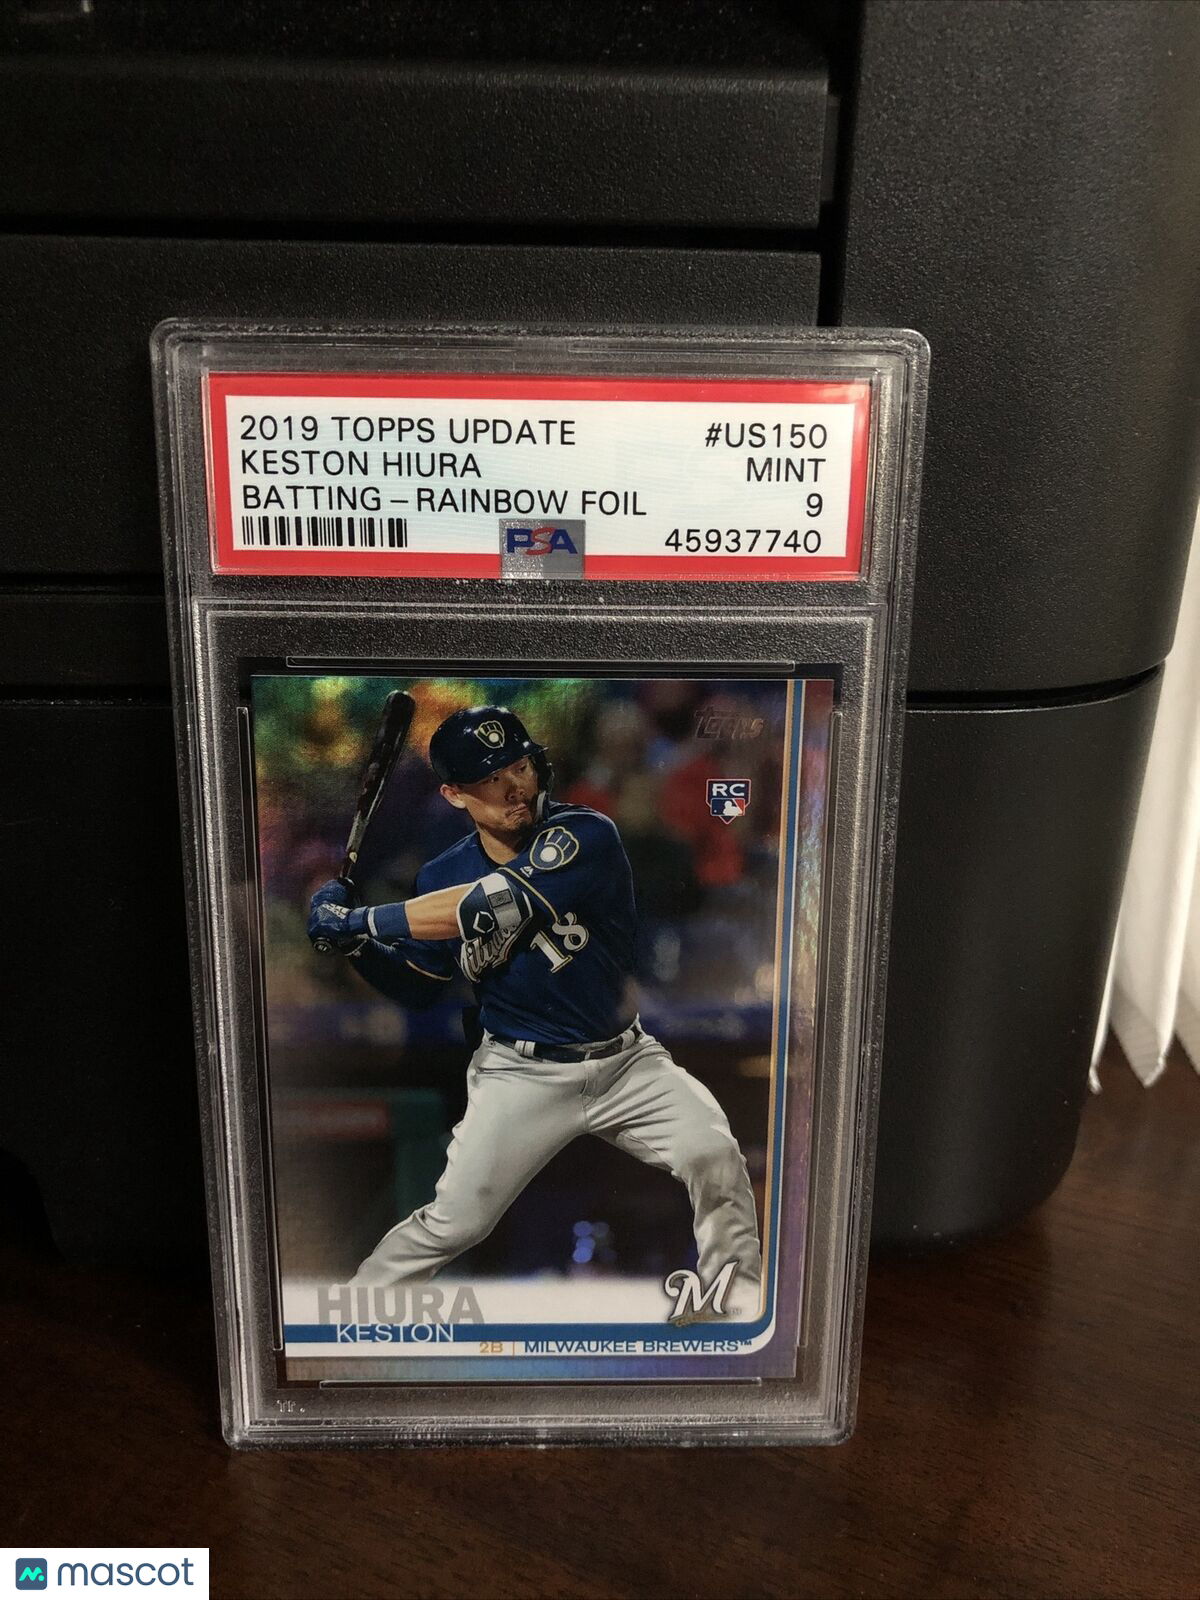 2019 TOPPS UPDATE #US150
KESTON HIURA MINT
BATTING – RAINBOW FOIL 9
PSA 45937740
Topps
RC
18
HIURA
KESTON
M
2B | MILWAUKEE BREWERS™
mascot